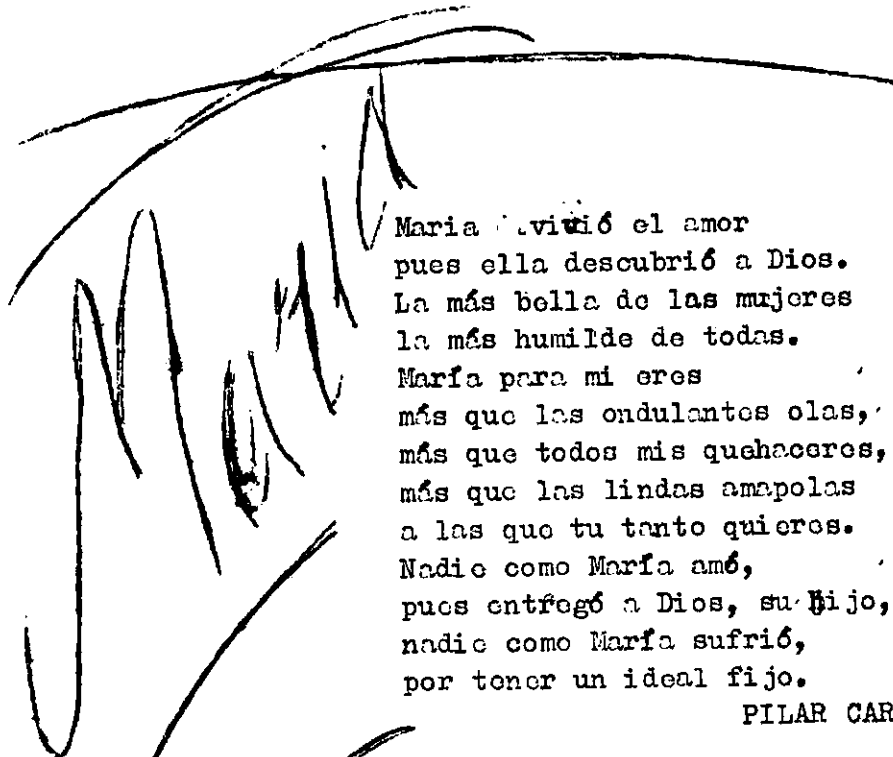 María
Maria vivió el amor
pues ella descubrió a Dios.
La más bella de las mujeres
la más humilde de todas.
María para mi eres
más que las ondulantes olas,
más que todos mis quehaceres,
más que las lindas amapolas
a las que tu tanto quieres.
Nadie como María amó,
pues entregó a Dios, su hijo,
nadie como María sufrió,
por tener un ideal fijo.
PILAR CAR